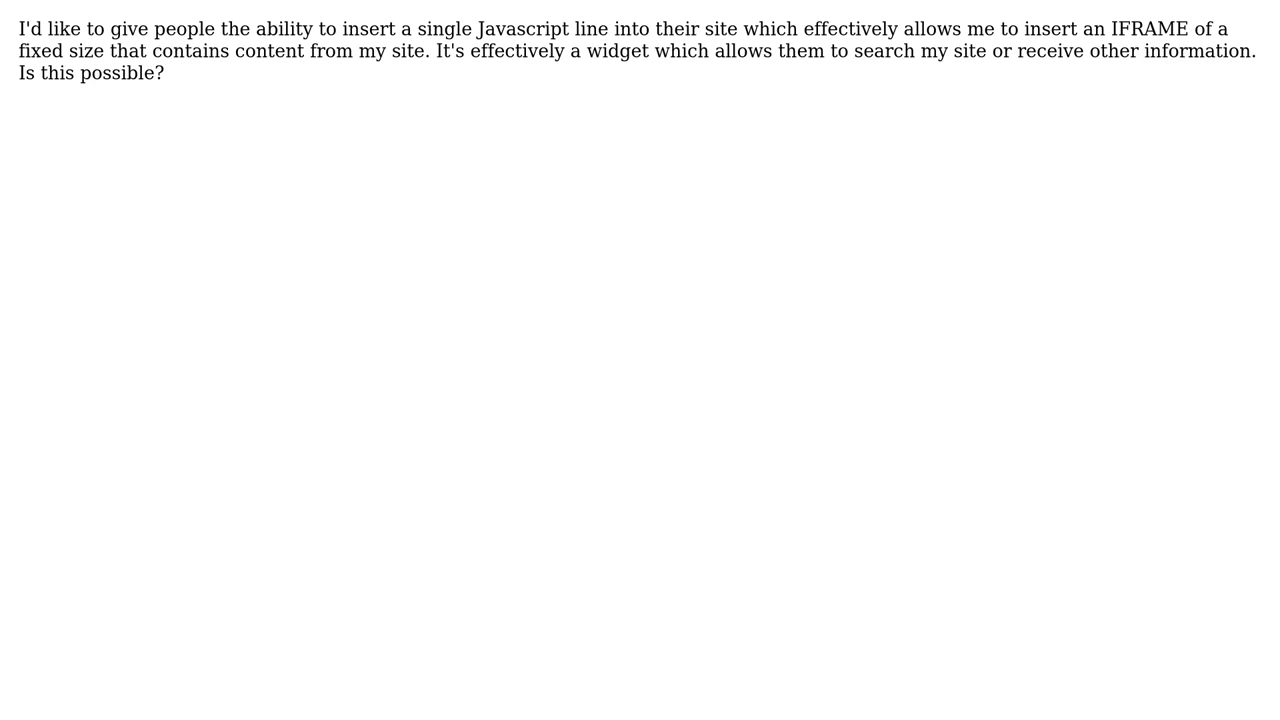 I'd like to give people the ability to insert a single Javascript line into their site which effectively allows me to insert an IFRAME of a
fixed size that contains content from my site. It's effectively a widget which allows them to search my site or receive other information.
Is this possible?